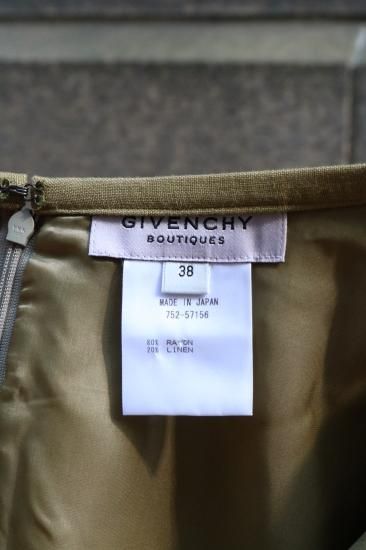 GIVENCHY
BOUTIQUES
38
MADE IN JAPAN
752-57156
80% RAYON
20% LINEN